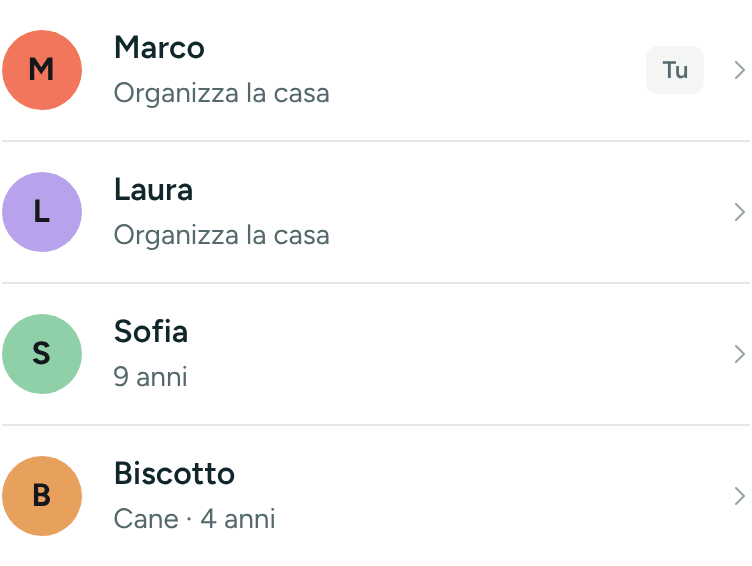 M
Marco
Organizza la casa
Tu
L
Laura
Organizza la casa
S
Sofia
9 anni
B
Biscotto
Cane · 4 anni